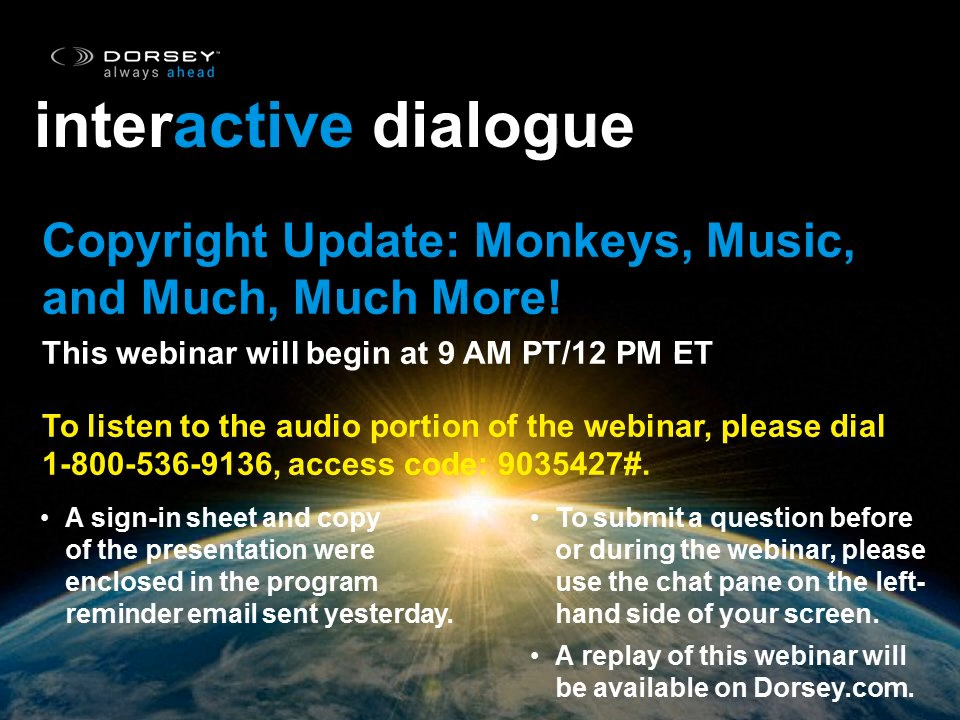 DORSEY™
always ahead
interactive dialogue
Copyright Update: Monkeys, Music,
and Much, Much More!
This webinar will begin at 9 AM PT/12 PM ET
To listen to the audio portion of the webinar, please dial
1-800-536-9136, access code: 9035427#.
• A sign-in sheet and copy
of the presentation were
enclosed in the program
reminder email sent yesterday.
• To submit a question before
or during the webinar, please
use the chat pane on the left-
hand side of your screen.
• A replay of this webinar will
be available on Dorsey.com.